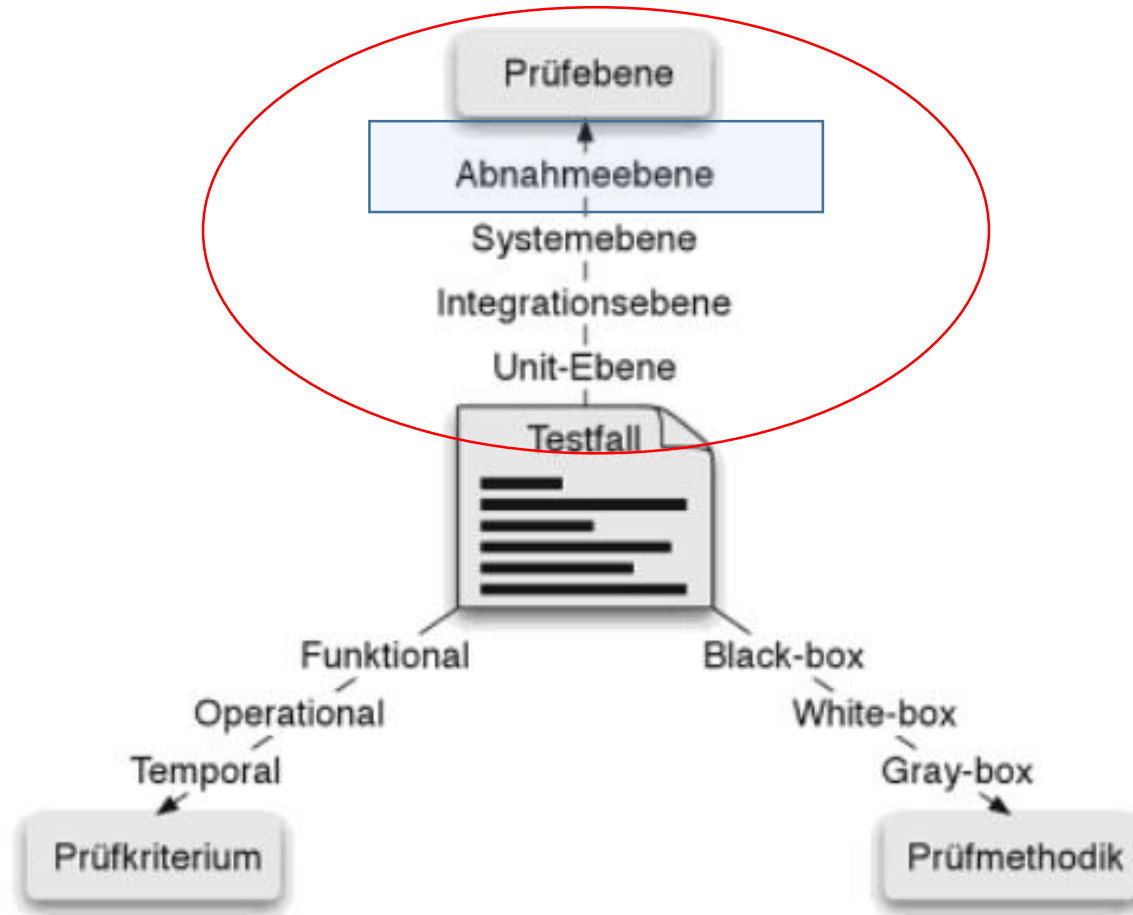 Prüfebene
Abnahmeebene
Systemebene
Integrationsebene
Unit-Ebene
Testfall
Funktional
Operational
Temporal
Prüfkriterium
Black-box
White-box
Gray-box
Prüfmethodik